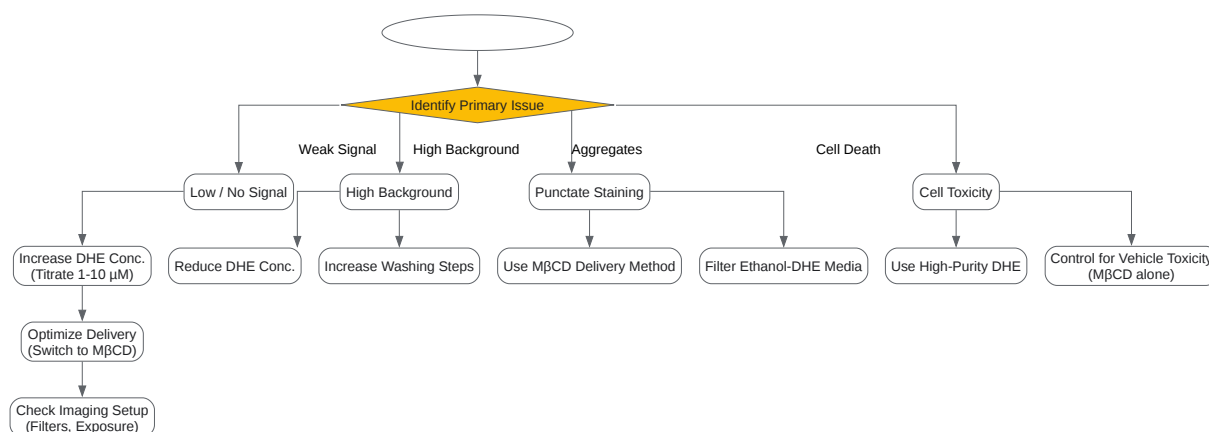 Identify Primary Issue
Weak Signal
High Background
Aggregates
Cell Death
Low / No Signal
High Background
Punctate Staining
Cell Toxicity
Increase DHE Conc.
(Titrate 1-10 µM)
Reduce DHE Conc.
Increase Washing Steps
Use MβCD Delivery Method
Filter Ethanol-DHE Media
Use High-Purity DHE
Control for Vehicle Toxicity
(MβCD alone)
Optimize Delivery
(Switch to MβCD)
Check Imaging Setup
(Filters, Exposure)